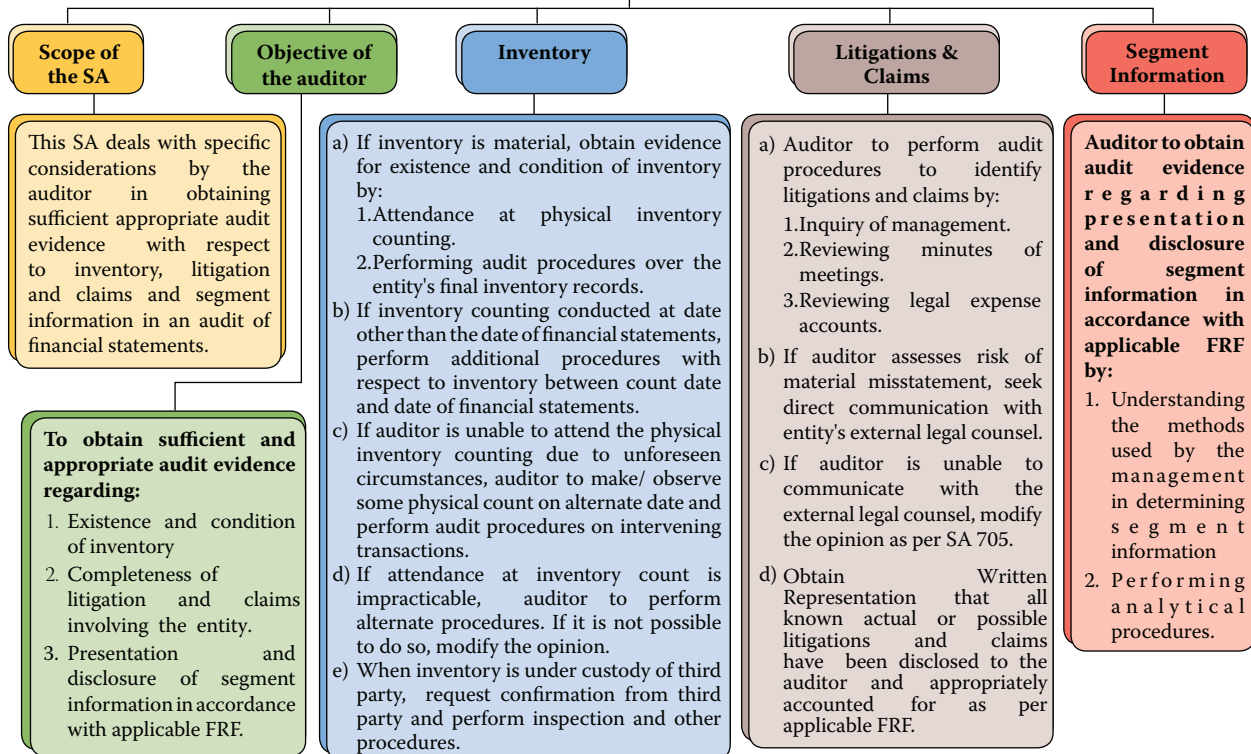 Scope of
the SA
Objective of
the auditor
Inventory
Litigations &
Claims
Segment
Information
This SA deals with specific
considerations by the
auditor in obtaining
sufficient appropriate audit
evidence with respect
to inventory, litigation
and claims and segment
information in an audit of
financial statements.
To obtain sufficient and
appropriate audit evidence
regarding:
1. Existence and condition
of inventory
2. Completeness of
litigation and claims
involving the entity.
3. Presentation and
disclosure of segment
information in accordance
with applicable FRF.
a) If inventory is material, obtain evidence
for existence and condition of inventory
by:
1.Attendance at physical inventory
counting.
2.Performing audit procedures over the
entity's final inventory records.
b) If inventory counting conducted at date
other than the date of financial statements,
perform additional procedures with
respect to inventory between count date
and date of financial statements.
c) If auditor is unable to attend the physical
inventory counting due to unforeseen
circumstances, auditor to make/ observe
some physical count on alternate date and
perform audit procedures on intervening
transactions.
d) If attendance at inventory count is
impracticable, auditor to perform
alternate procedures. If it is not possible
to do so, modify the opinion.
e) When inventory is under custody of third
party, request confirmation from third
party and perform inspection and other
procedures.
a) Auditor to perform audit
procedures to identify
litigations and claims by:
1.Inquiry of management.
2.Reviewing minutes of
meetings.
3.Reviewing legal expense
accounts.
b) If auditor assesses risk of
material misstatement, seek
direct communication with
entity's external legal counsel.
c) If auditor is unable to
communicate with the
external legal counsel, modify
the opinion as per SA 705.
d) Obtain Written
Representation that all
known actual or possible
litigations and claims
have been disclosed to the
auditor and appropriately
accounted for as per
applicable FRF.
Auditor to obtain
audit evidence
regarding
presentation
and disclosure
of segment
information in
accordance with
applicable FRF
by:
1. Understanding
the methods
used by the
management
in determining
segment
information
2. Performing
analytical
procedures.